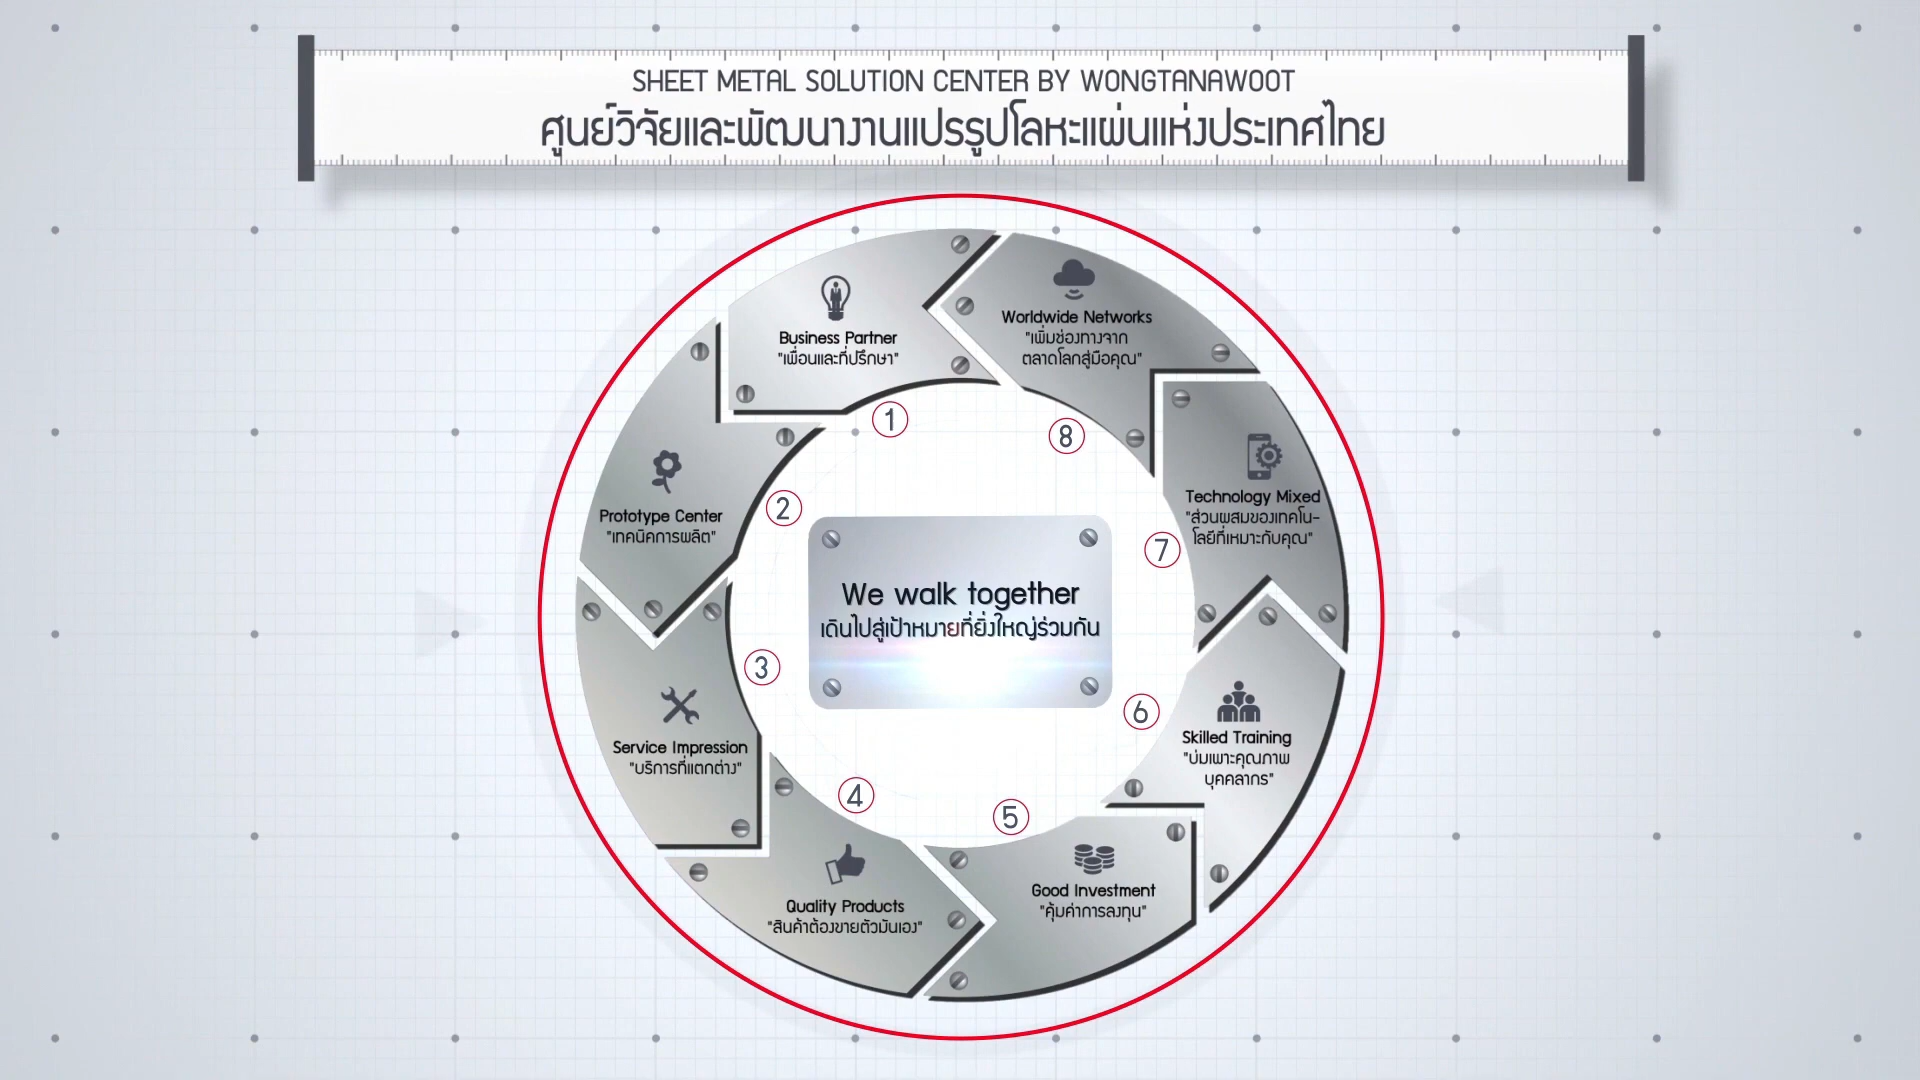 SHEET METAL SOLUTION CENTER BY WONGTANAWOOT
ศูนย์วิจัยและพัฒนางานแปรรูปโลหะแผ่นแห่งประเทศไทย
Business Partner
"เพื่อนและที่ปรึกษา"
1
Prototype Center
"เทคนิคการผลิต"
2
Service Impression
"บริการที่แตกต่าง"
3
Quality Products
"สินค้าต้องขายตัวมันเอง"
4
Good Investment
"คุ้มค่าการลงทุน"
5
Skilled Training
"บ่มเพาะคุณภาพ
บุคคลากร"
6
Technology Mixed
"ส่วนผสมของเทคโน-
โลยีที่เหมาะกับคุณ"
7
Worldwide Networks
"เพิ่มช่องทางจาก
ตลาดโลกสู่มือคุณ"
8
We walk together
เดินไปสู่เป้าหมายที่ยิ่งใหญ่ร่วมกัน